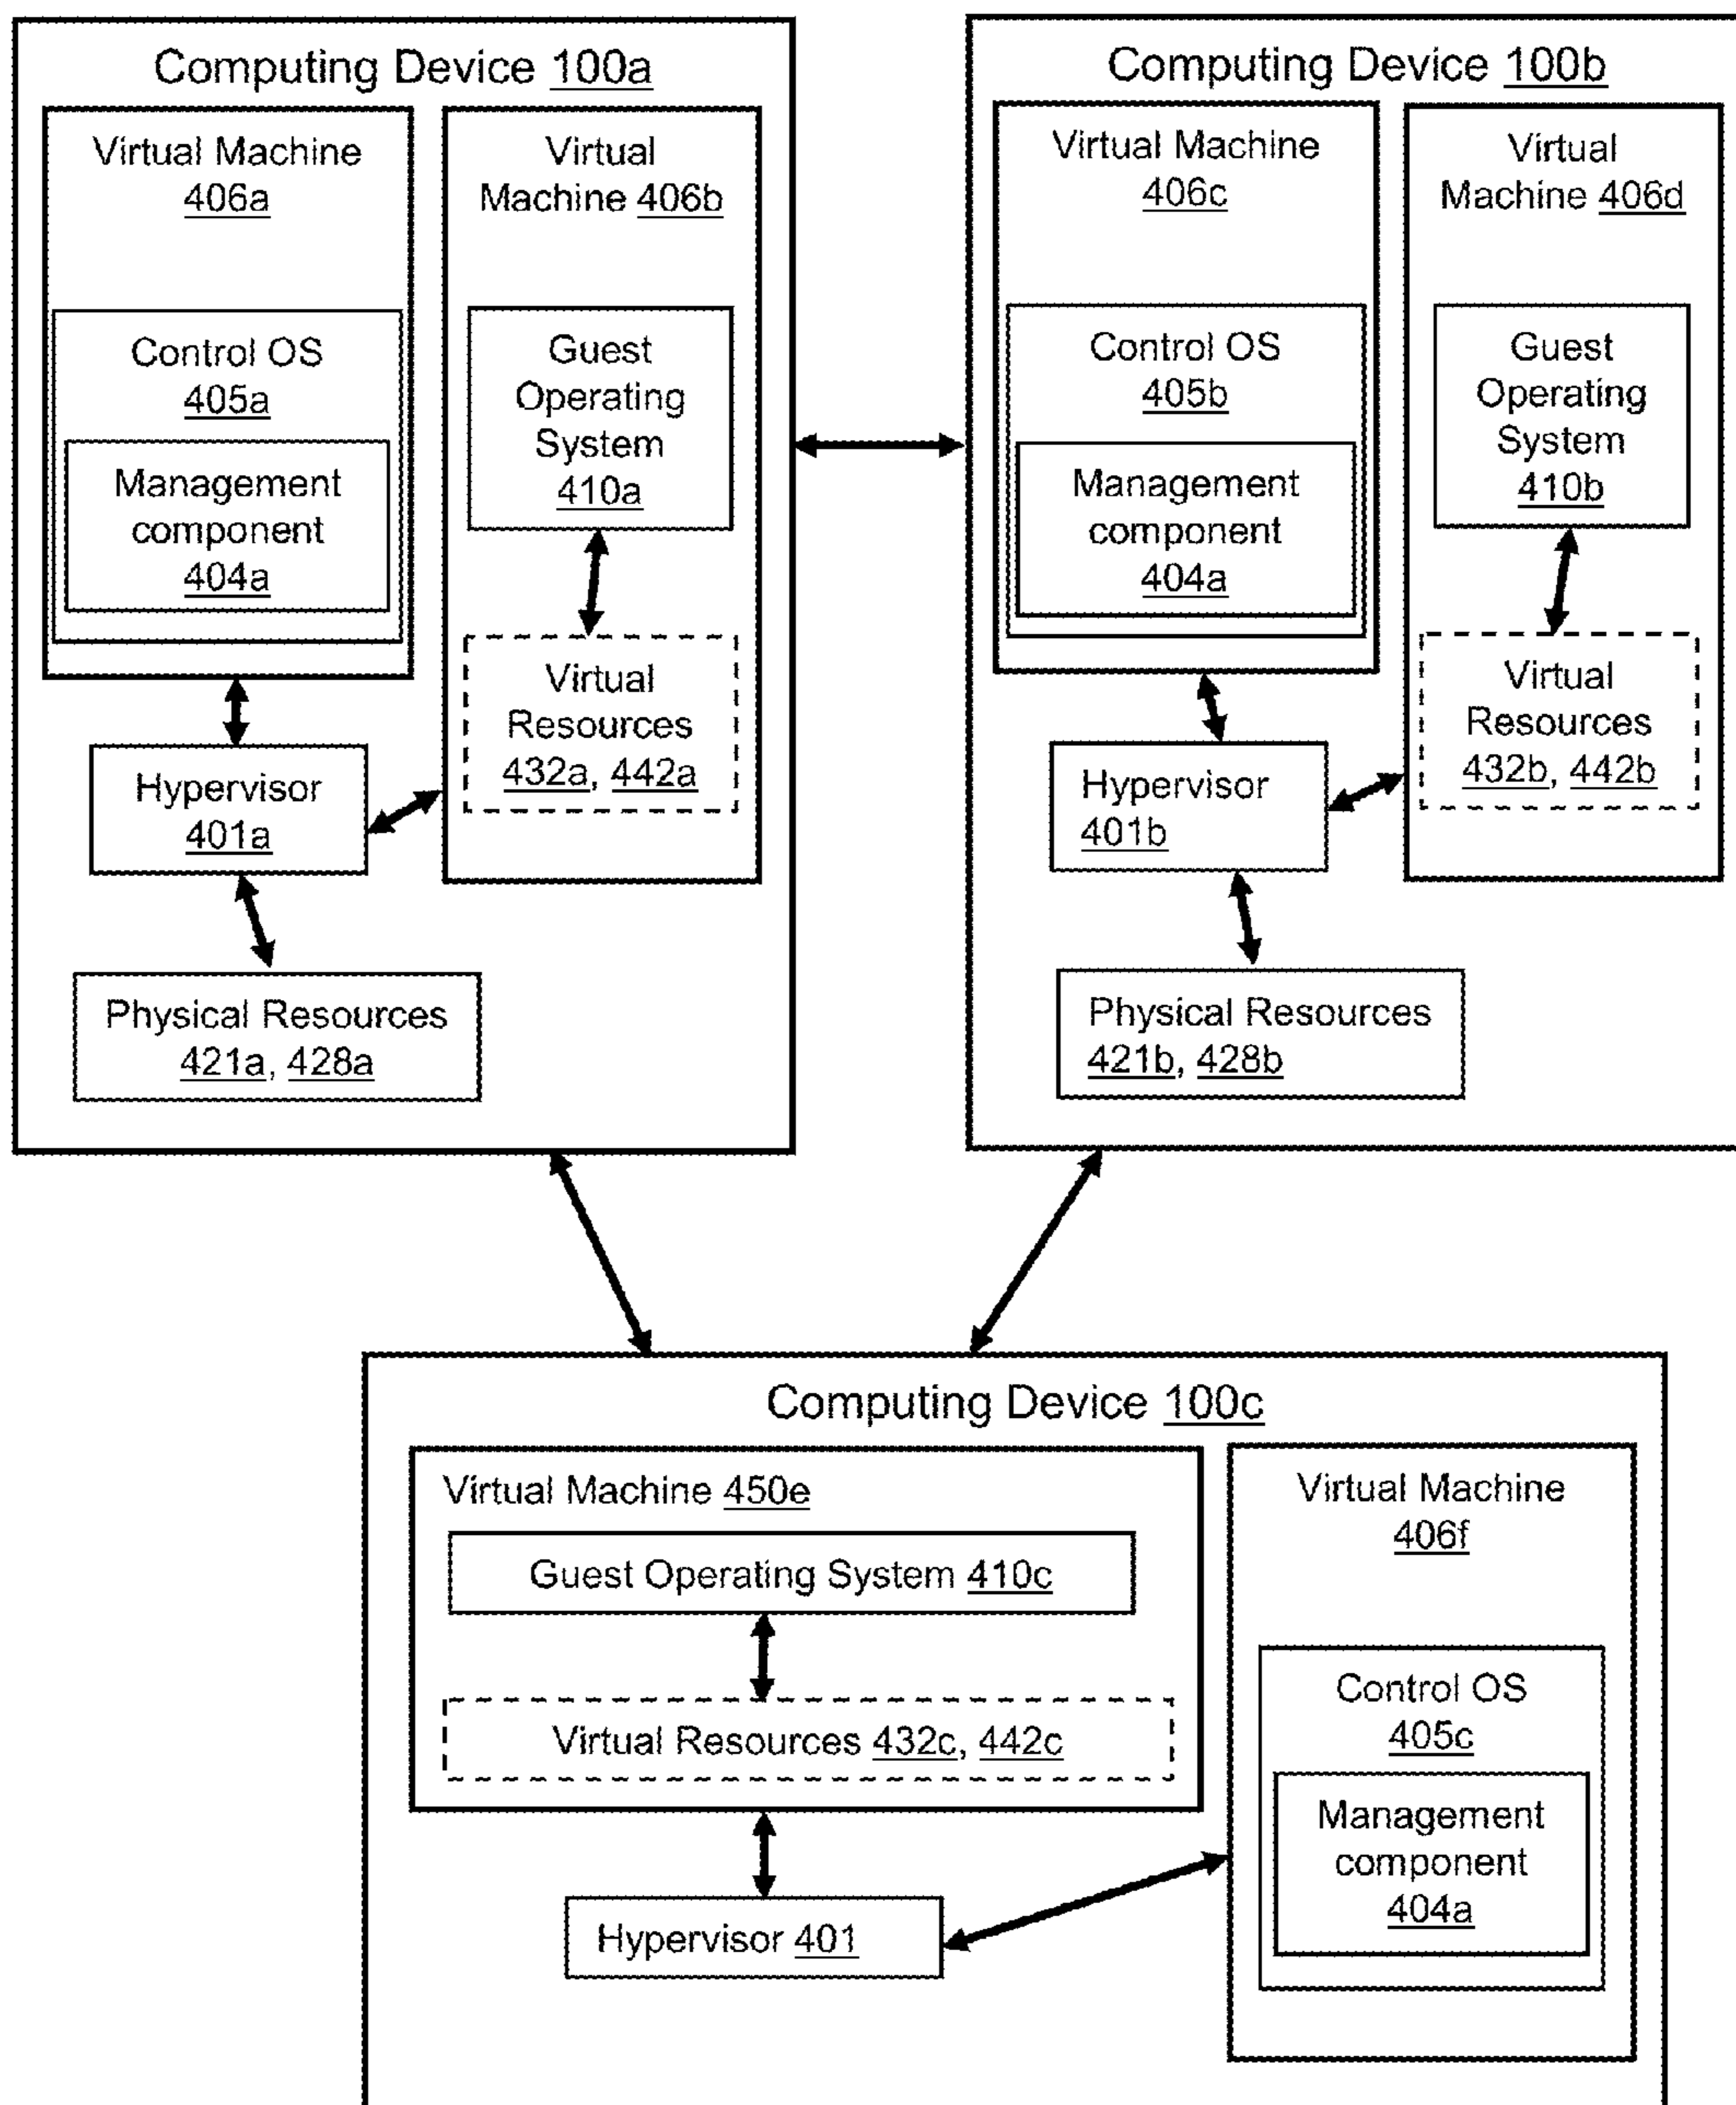 Computing Device 100a
Virtual Machine
406a
Control OS
405a
Management
component
404a
Virtual
Machine 406b
Guest
Operating
System
410a
Virtual
Resources
432a, 442a
Hypervisor
401a
Physical Resources
421a, 428a
Computing Device 100b
Virtual Machine
406c
Control OS
405b
Management
component
404a
Virtual
Machine 406d
Guest
Operating
System
410b
Virtual
Resources
432b, 442b
Hypervisor
401b
Physical Resources
421b, 428b
Computing Device 100c
Virtual Machine 450e
Guest Operating System 410c
Virtual Resources 432c, 442c
Hypervisor 401
Virtual Machine
406f
Control OS
405c
Management
component
404a